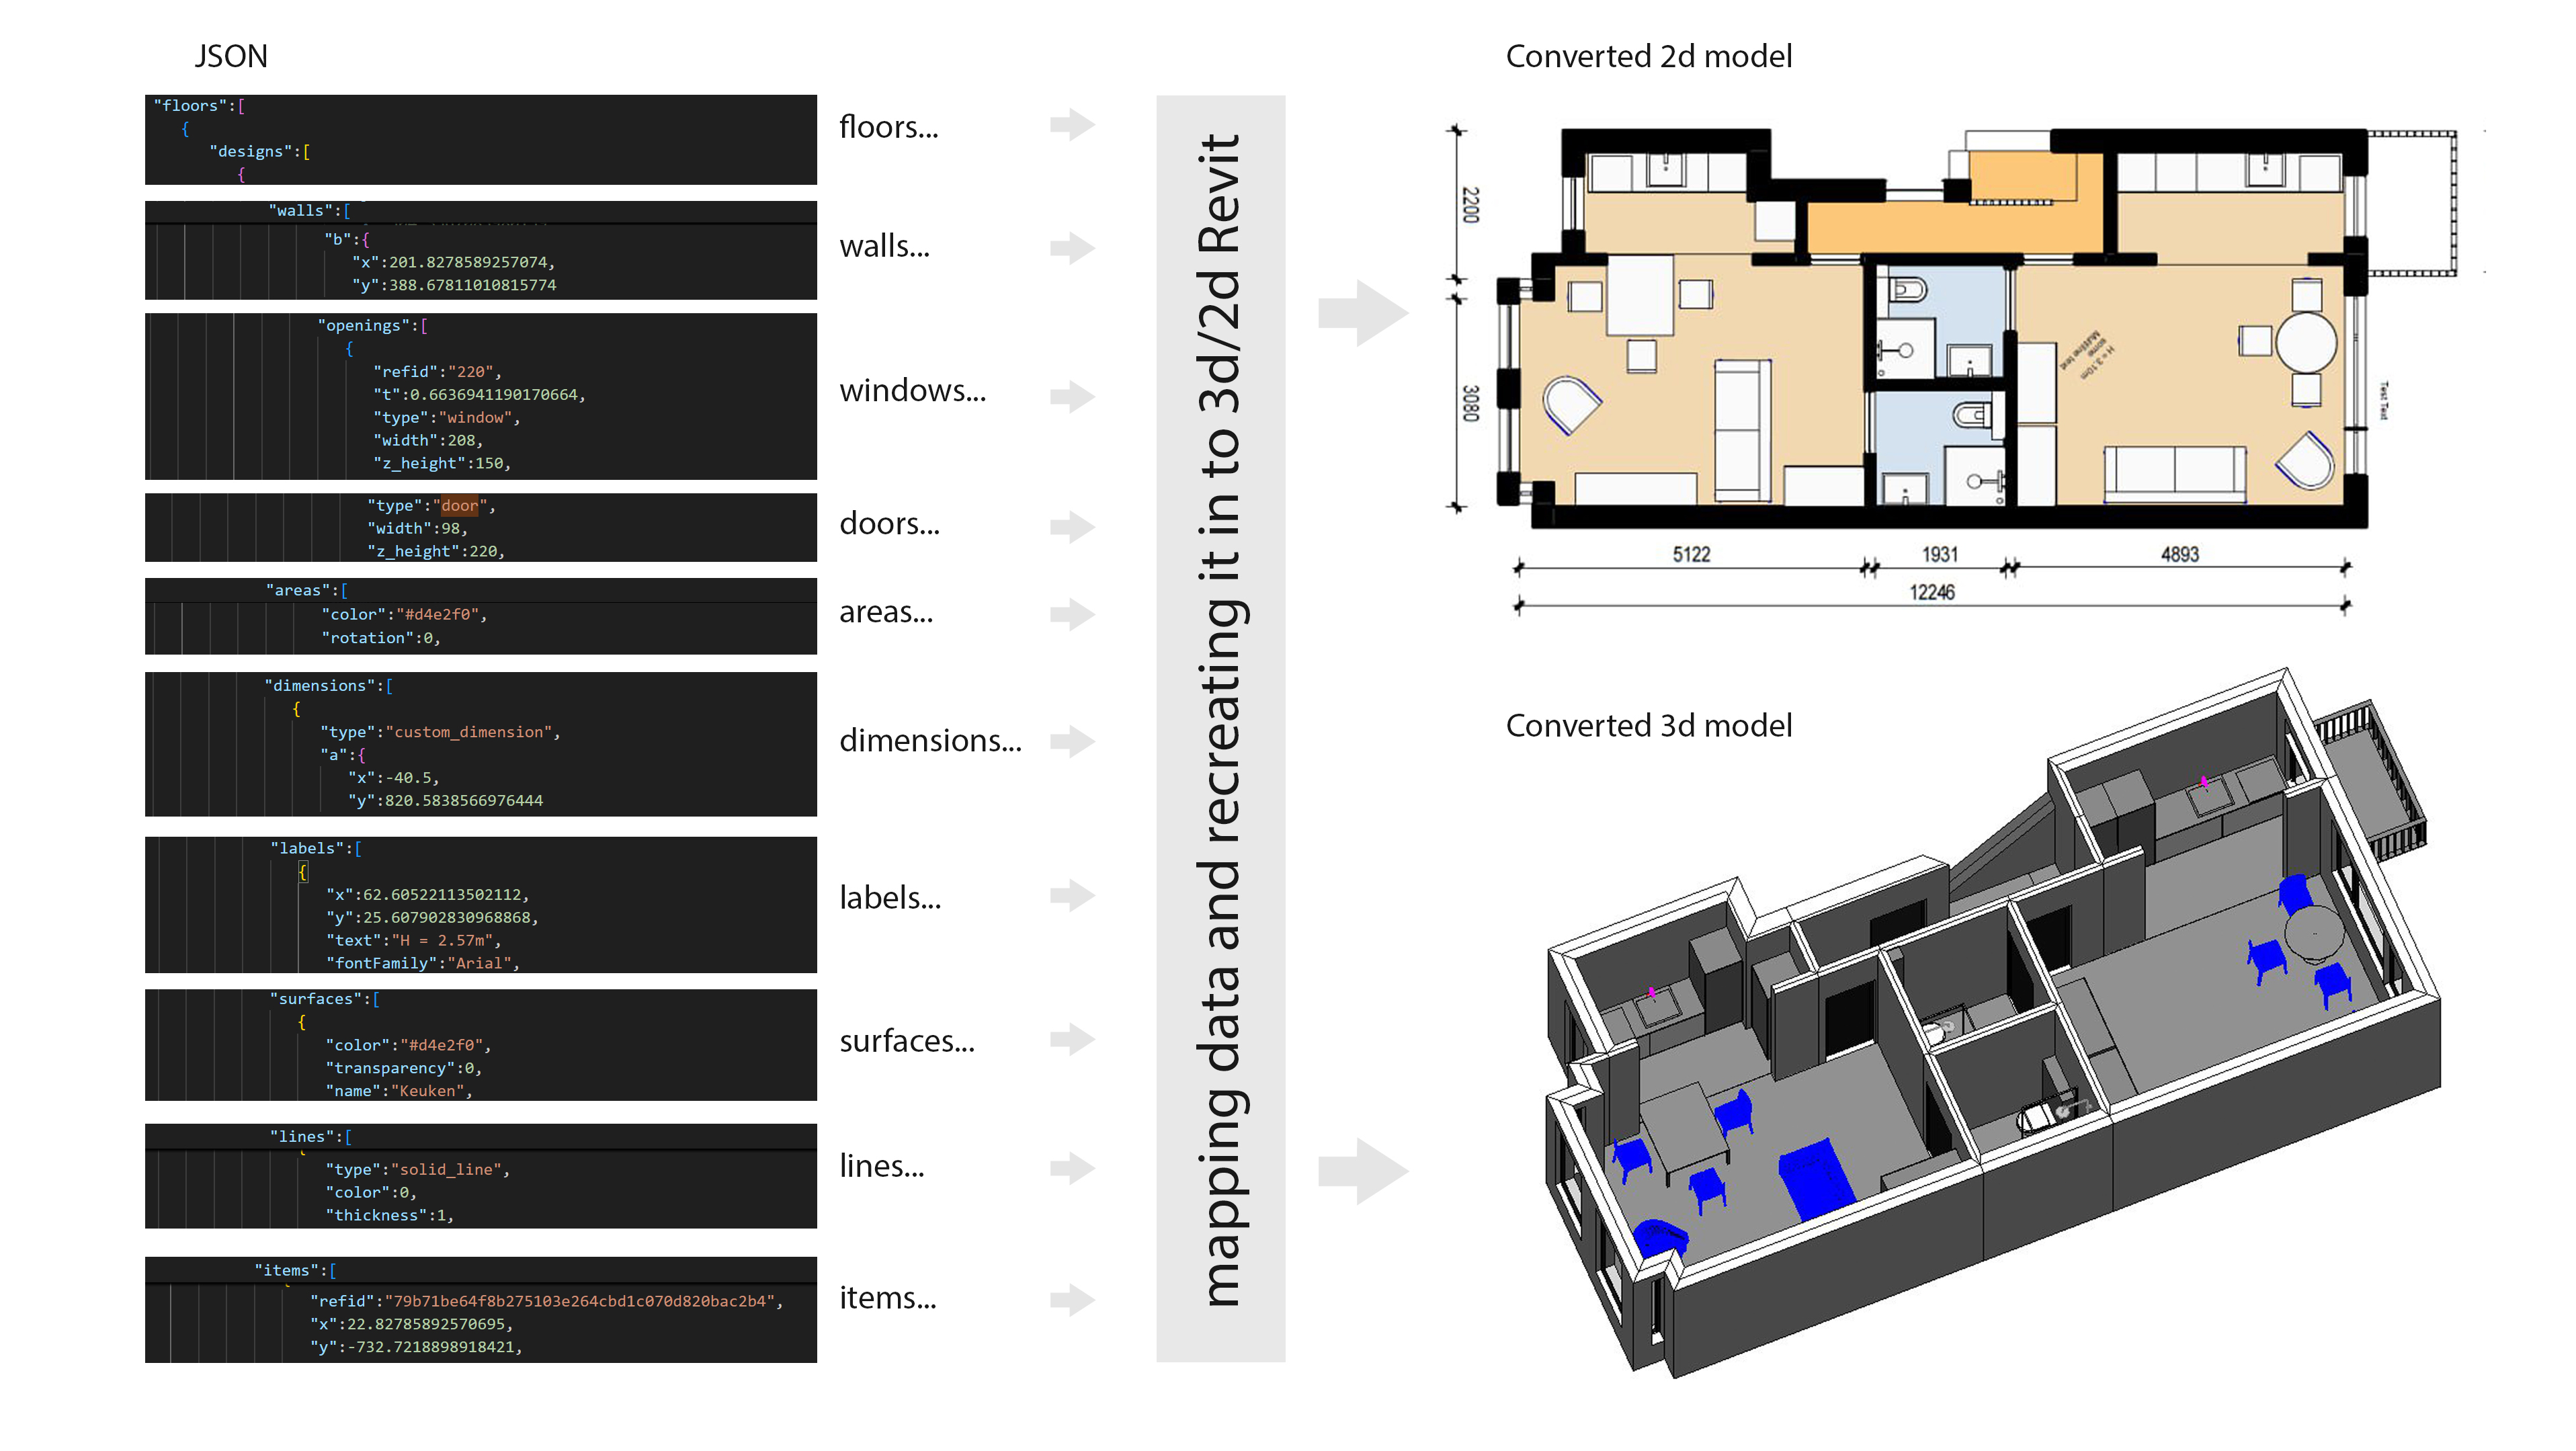 JSON
"floors":[
{
"designs":[
{
"walls":[
"b":{
"x":201.8278589257074,
"y":388.67811010815774
"openings":[
{
"refid":"220",
"t":0.6636941190170664,
"type":"window",
"width":208,
"z_height":150,
"type":"door",
"width":98,
"z_height":220,
"areas":[
"color":"#d4e2f0",
"rotation":0,
"dimensions":[
{
"type":"custom_dimension",
"a":{
"x":-40.5,
"y":820.5838566976444
"labels":[
{
"x":62.60522113502112,
"y":25.607902830968868,
"text":"H = 2.57m",
"fontFamily":"Arial",
"surfaces":[
{
"color":"#d4e2f0",
"transparency":0,
"name":"Keuken",
"lines":[
"type":"solid_line",
"color":0,
"thickness":1,
"items":[
"refid":"79b71be64f8b275103e264cbd1c070d820bac2b4",
"x":22.82785892570695,
"y":-732.7218898918421,
floors...
walls...
windows...
doors...
areas...
dimensions...
labels...
surfaces...
lines...
items...
mapping data and recreating it in to 3d/2d Revit
Converted 2d model
2200
3080
H = 3.10m
some
Multiline text
Test Text
5122
1931
4893
12246
Converted 3d model